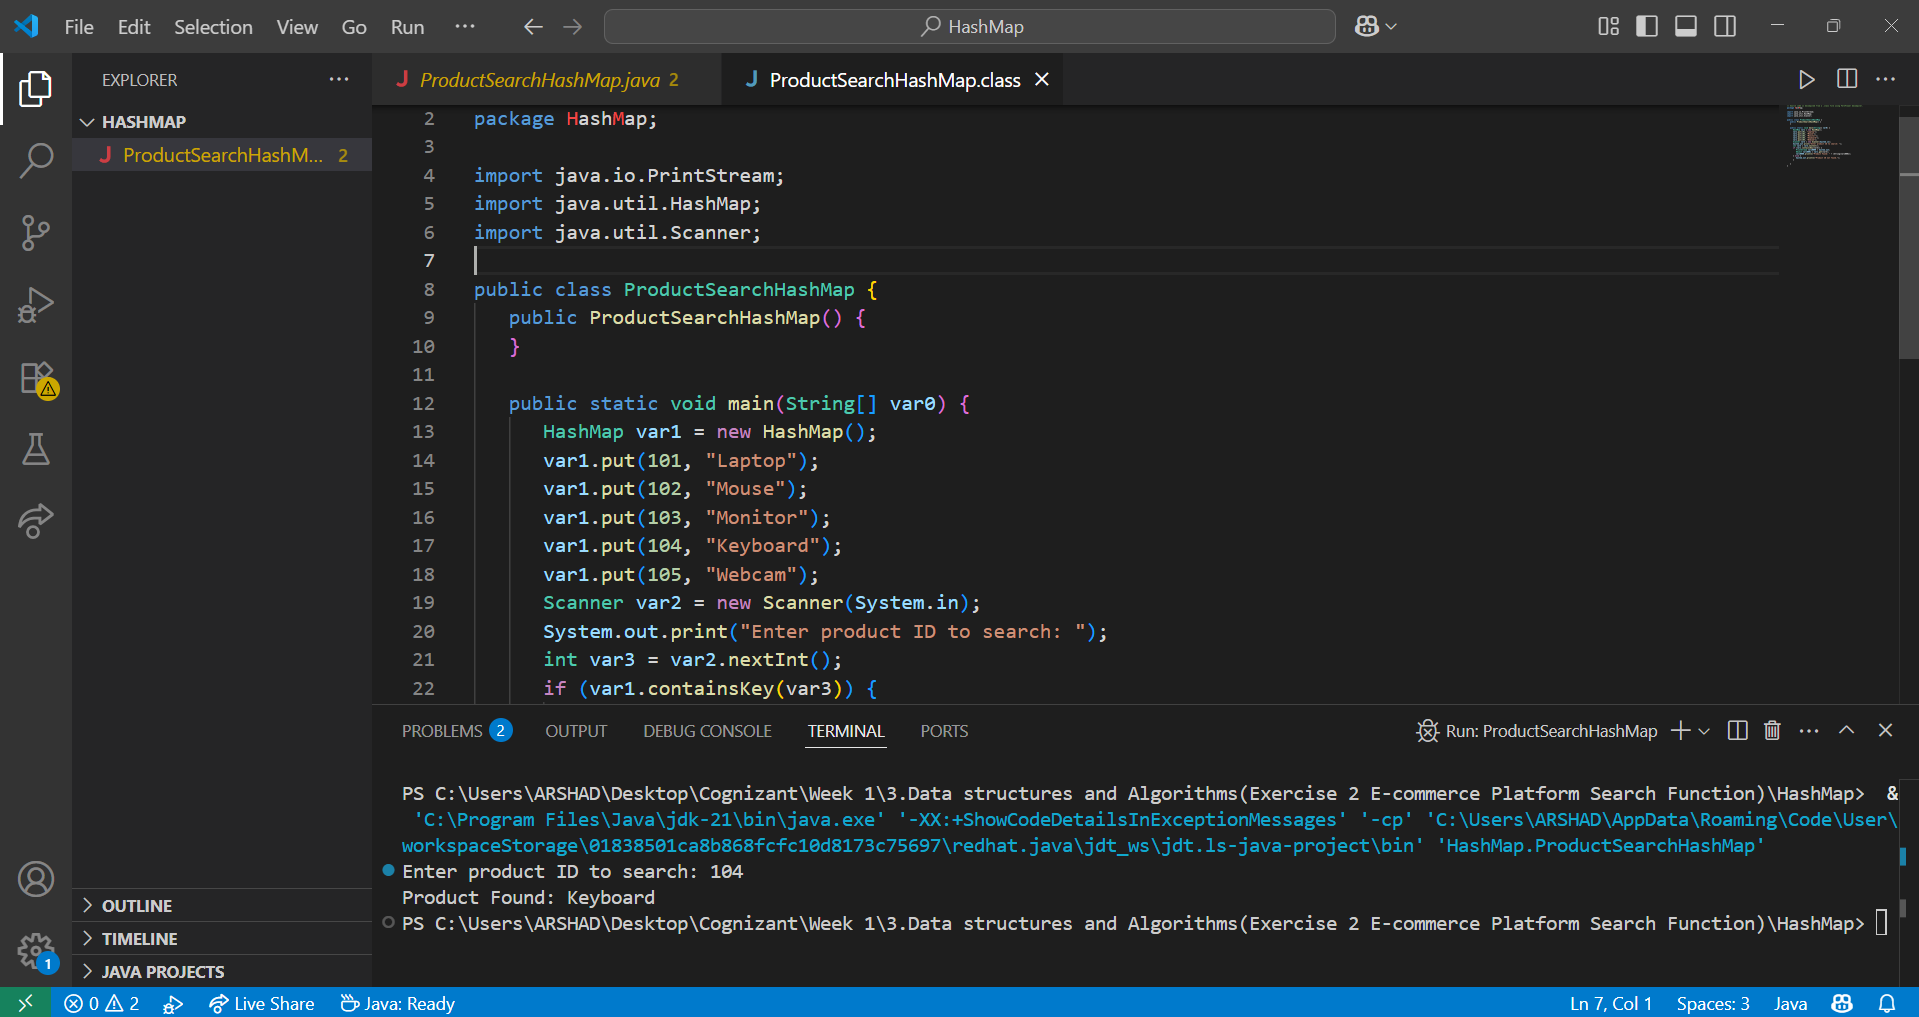 File Edit Selection View Go Run ... HashMap
EXPLORER
HASHMAP
ProductSearchHashM... 2
OUTLINE
TIMELINE
JAVA PROJECTS
1
ProductSearchHashMap.java 2 ProductSearchHashMap.class
2 package HashMap;
3
4 import java.io.PrintStream;
5 import java.util.HashMap;
6 import java.util.Scanner;
7
8 public class ProductSearchHashMap {
9 public ProductSearchHashMap() {
10 }
11
12 public static void main(String[] var0) {
13 HashMap var1 = new HashMap();
14 var1.put(101, "Laptop");
15 var1.put(102, "Mouse");
16 var1.put(103, "Monitor");
17 var1.put(104, "Keyboard");
18 var1.put(105, "Webcam");
19 Scanner var2 = new Scanner(System.in);
20 System.out.print("Enter product ID to search: ");
21 int var3 = var2.nextInt();
22 if (var1.containsKey(var3)) {
PROBLEMS 2 OUTPUT DEBUG CONSOLE TERMINAL PORTS Run: ProductSearchHashMap
PS C:\Users\ARSHAD\Desktop\Cognizant\Week 1\3.Data structures and Algorithms(Exercise 2 E-commerce Platform Search Function)\HashMap> &
'C:\Program Files\Java\jdk-21\bin\java.exe' '-XX:+ShowCodeDetailsInExceptionMessages' '-cp' 'C:\Users\ARSHAD\AppData\Roaming\Code\User\
workspaceStorage\01838501ca8b868fcfc10d8173c75697\redhat.java\jdt_ws\jdt.ls-java-project\bin' 'HashMap.ProductSearchHashMap'
Enter product ID to search: 104
Product Found: Keyboard
PS C:\Users\ARSHAD\Desktop\Cognizant\Week 1\3.Data structures and Algorithms(Exercise 2 E-commerce Platform Search Function)\HashMap>
0 2 Live Share Java: Ready Ln 7, Col 1 Spaces: 3 Java